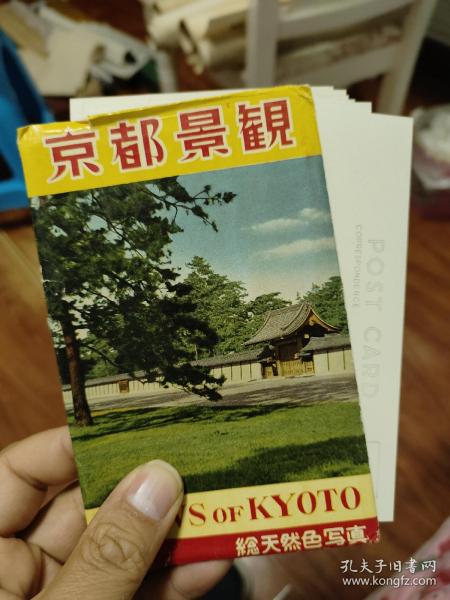 京都景観
S OF KYOTO
総天然色写真
POST CARD
CORRESPONDENCE
孔夫子旧书网
www.kongfz.com